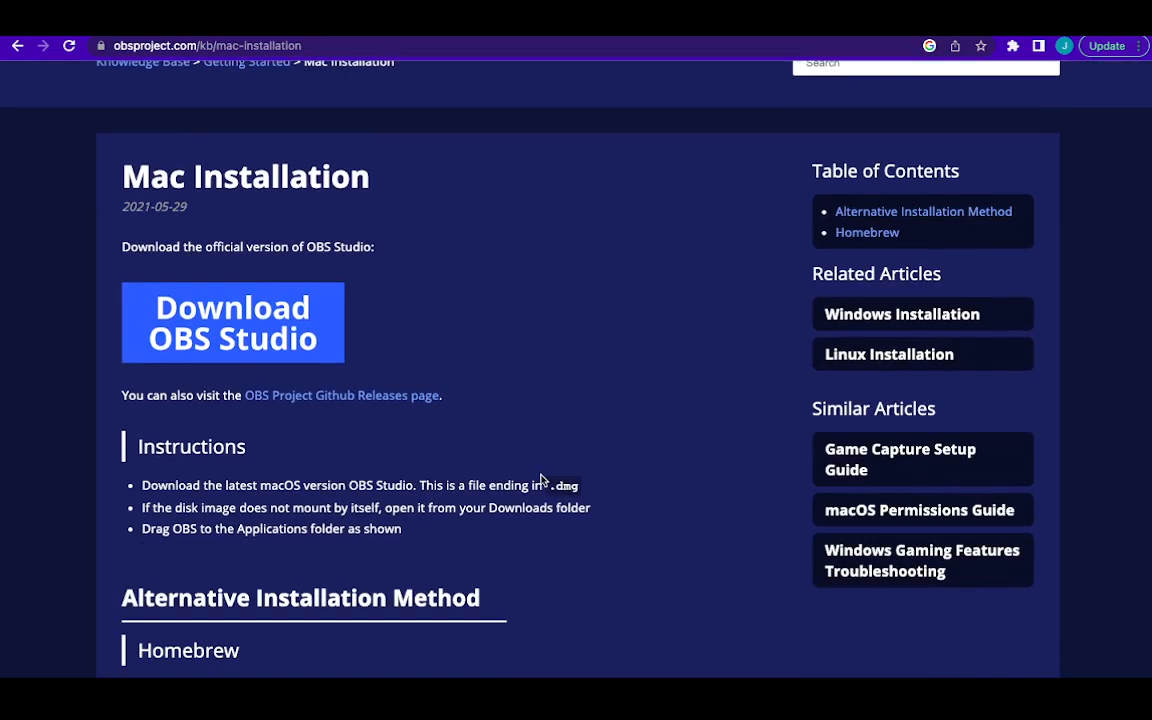 obsproject.com/kb/mac-installation
J
Update
Knowledge Base > Getting Started > Mac Installation
Search
Mac Installation
2021-05-29
Download the official version of OBS Studio:
Download
OBS Studio
You can also visit the OBS Project Github Releases page.
Instructions
Download the latest macOS version OBS Studio. This is a file ending in .dmg
If the disk image does not mount by itself, open it from your Downloads folder
Drag OBS to the Applications folder as shown
Alternative Installation Method
Homebrew
Table of Contents
Alternative Installation Method
Homebrew
Related Articles
Windows Installation
Linux Installation
Similar Articles
Game Capture Setup
Guide
macOS Permissions Guide
Windows Gaming Features
Troubleshooting